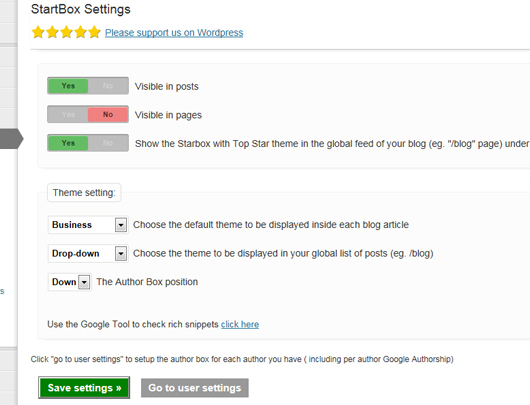 StartBox Settings
Please support us on Wordpress
Yes No Visible in posts
Yes No Visible in pages
Yes No Show the Starbox with Top Star theme in the global feed of your blog (eg. "/blog" page) under
Theme setting:
Business Choose the default theme to be displayed inside each blog article
Drop-down Choose the theme to be displayed in your global list of posts (eg. /blog)
Down The Author Box position
s
Use the Google Tool to check rich snippets click here
Click "go to user settings" to setup the author box for each author you have ( including per author Google Authorship)
Save settings » Go to user settings